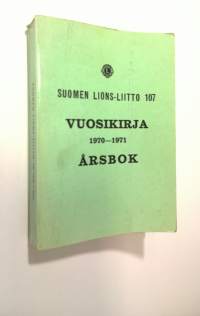 SUOMEN LIONS-LIITTO 107
VUOSIKIRJA
1970—1971
ÅRSBOK